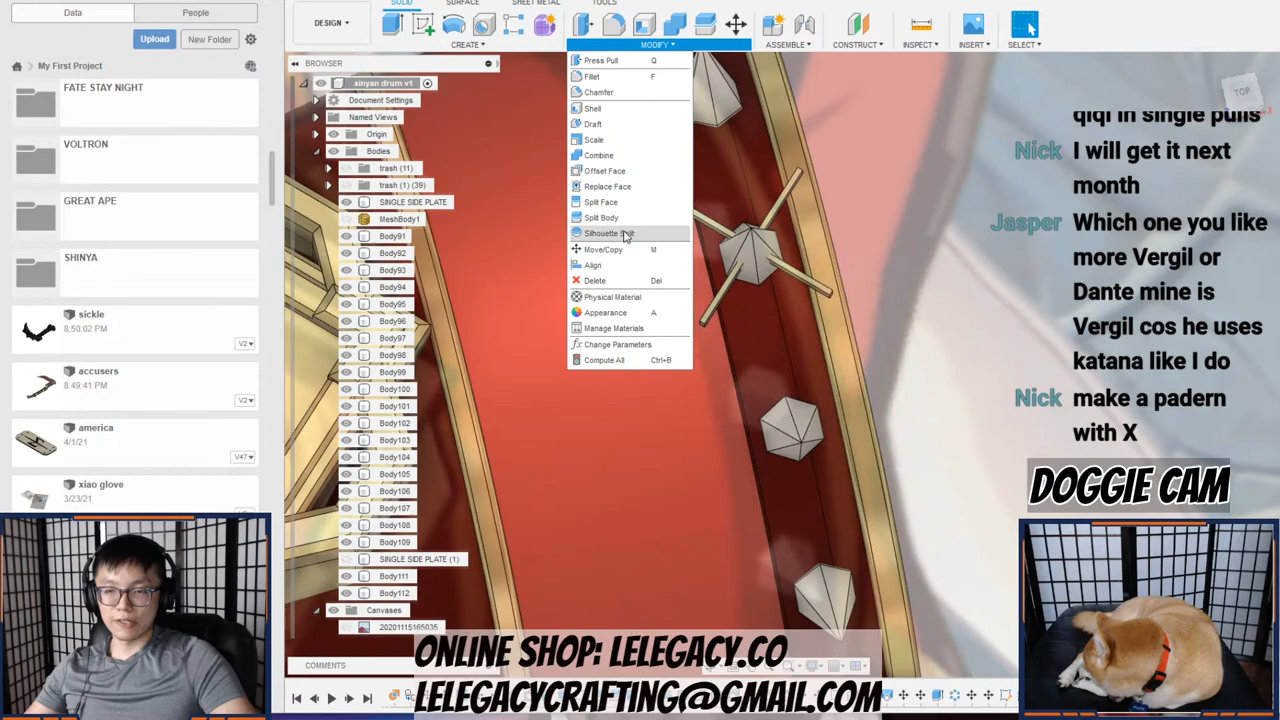 Data
People
SOLID
SURFACE
SHEET METAL
TOOLS
Upload
New Folder
DESIGN ▾
CREATE ▾
MODIFY ▾
ASSEMBLE ▾
CONSTRUCT ▾
INSPECT ▾
INSERT ▾
SELECT ▾
My First Project
FATE STAY NIGHT
VOLTRON
GREAT APE
SHINYA
sickle
8:50:02 PM
V2 ▾
accusers
8:49:41 PM
V2 ▾
america
4/1/21
V47 ▾
xiao glove
3/23/21
BROWSER
xinyan drum v1
Document Settings
Named Views
Origin
Bodies
trash (11)
trash (1) (39)
SINGLE SIDE PLATE
MeshBody1
Body91
Body92
Body93
Body94
Body95
Body96
Body97
Body98
Body99
Body100
Body101
Body102
Body103
Body104
Body105
Body106
Body107
Body108
Body109
SINGLE SIDE PLATE (1)
Body111
Body112
Canvases
20201115165035
COMMENTS
Press Pull Q
Fillet F
Chamfer
Shell
Draft
Scale
Combine
Offset Face
Replace Face
Split Face
Split Body
Silhouette Split
Move/Copy M
Align
Delete Del
Physical Material
Appearance A
Manage Materials
Change Parameters
Compute All Ctrl+B
TOP
qiqi in single pulls
Nick I will get it next
month
Jasper Which one you like
more Vergil or
Dante mine is
Vergil cos he uses
katana like I do
Nick make a padern
with X
DOGGIE CAM
ONLINE SHOP: LELEGACY.CO
LELEGACYCRAFTING@GMAIL.COM